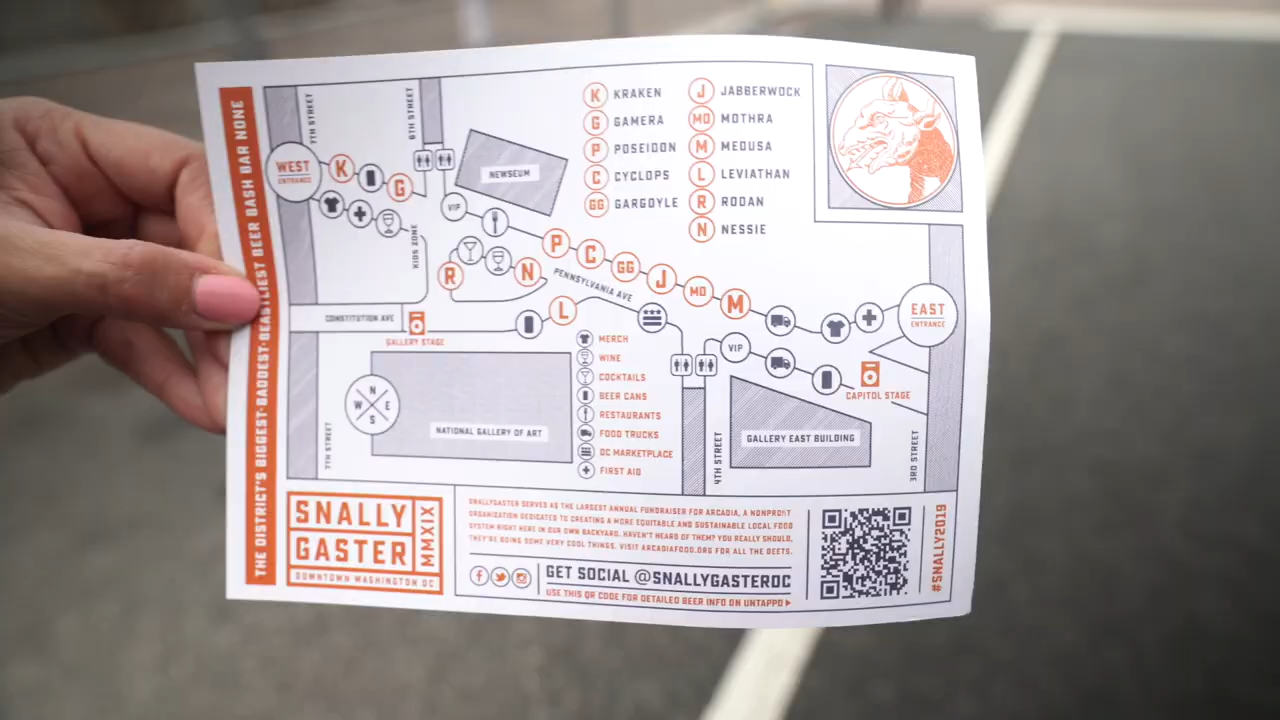 THE DISTRICT'S BIGGEST·BADDEST·BEASTLIEST BEER BASH BAR NONE
7TH STREET
6TH STREET
WEST
ENTRANCE
K
G
KIDS ZONE
NEWSEUM
VIP
K KRAKEN
G GAMERA
P POSEIDON
C CYCLOPS
GG GARGOYLE
J JABBERWOCK
MO MOTHRA
M MEDUSA
L LEVIATHAN
R RODAN
N NESSIE
P
C
GG
J
MO
M
R
N
L
PENNSYLVANIA AVE
EAST
ENTRANCE
CONSTITUTION AVE
GALLERY STAGE
VIP
CAPITOL STAGE
MERCH
WINE
COCKTAILS
BEER CANS
RESTAURANTS
FOOD TRUCKS
DC MARKETPLACE
FIRST AID
N
W E
S
NATIONAL GALLERY OF ART
GALLERY EAST BUILDING
7TH STREET
4TH STREET
3RD STREET
SNALLY
GASTER
MMXIX
DOWNTOWN WASHINGTON DC
SNALLYGASTER SERVED AS THE LARGEST ANNUAL FUNDRAISER FOR ARCADIA, A NONPROFIT
ORGANIZATION DEDICATED TO CREATING A MORE EQUITABLE AND SUSTAINABLE LOCAL FOOD
SYSTEM RIGHT HERE IN OUR OWN BACKYARD. HAVEN'T HEARD OF THEM? YOU REALLY SHOULD,
THEY'RE DOING SOME VERY COOL THINGS. VISIT ARCADIAFOOD.ORG FOR ALL THE DEETS.
GET SOCIAL @SNALLYGASTERDC
USE THIS QR CODE FOR DETAILED BEER INFO ON UNTAPPD
#SNALLY2019